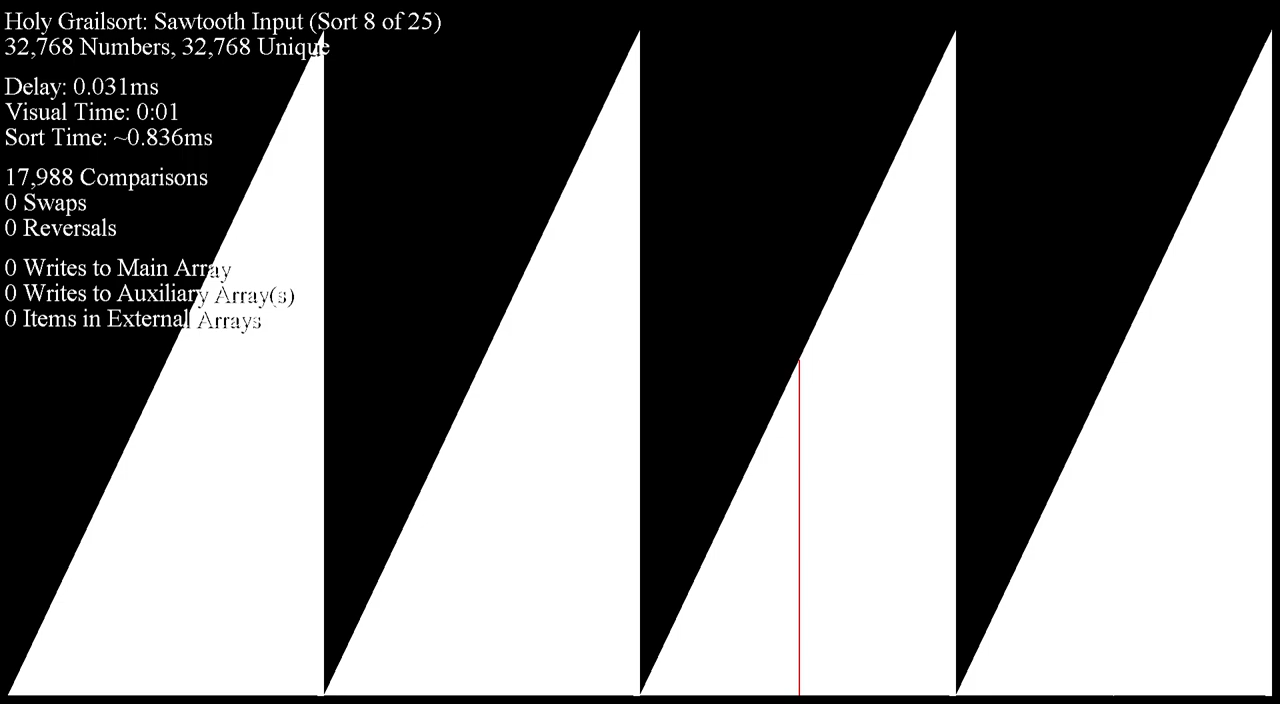 Holy Grailsort: Sawtooth Input (Sort 8 of 25)
32,768 Numbers, 32,768 Unique
Delay: 0.031ms
Visual Time: 0:01
Sort Time: ~0.836ms
17,988 Comparisons
0 Swaps
0 Reversals
0 Writes to Main Array
0 Writes to Auxiliary Array(s)
0 Items in External Arrays